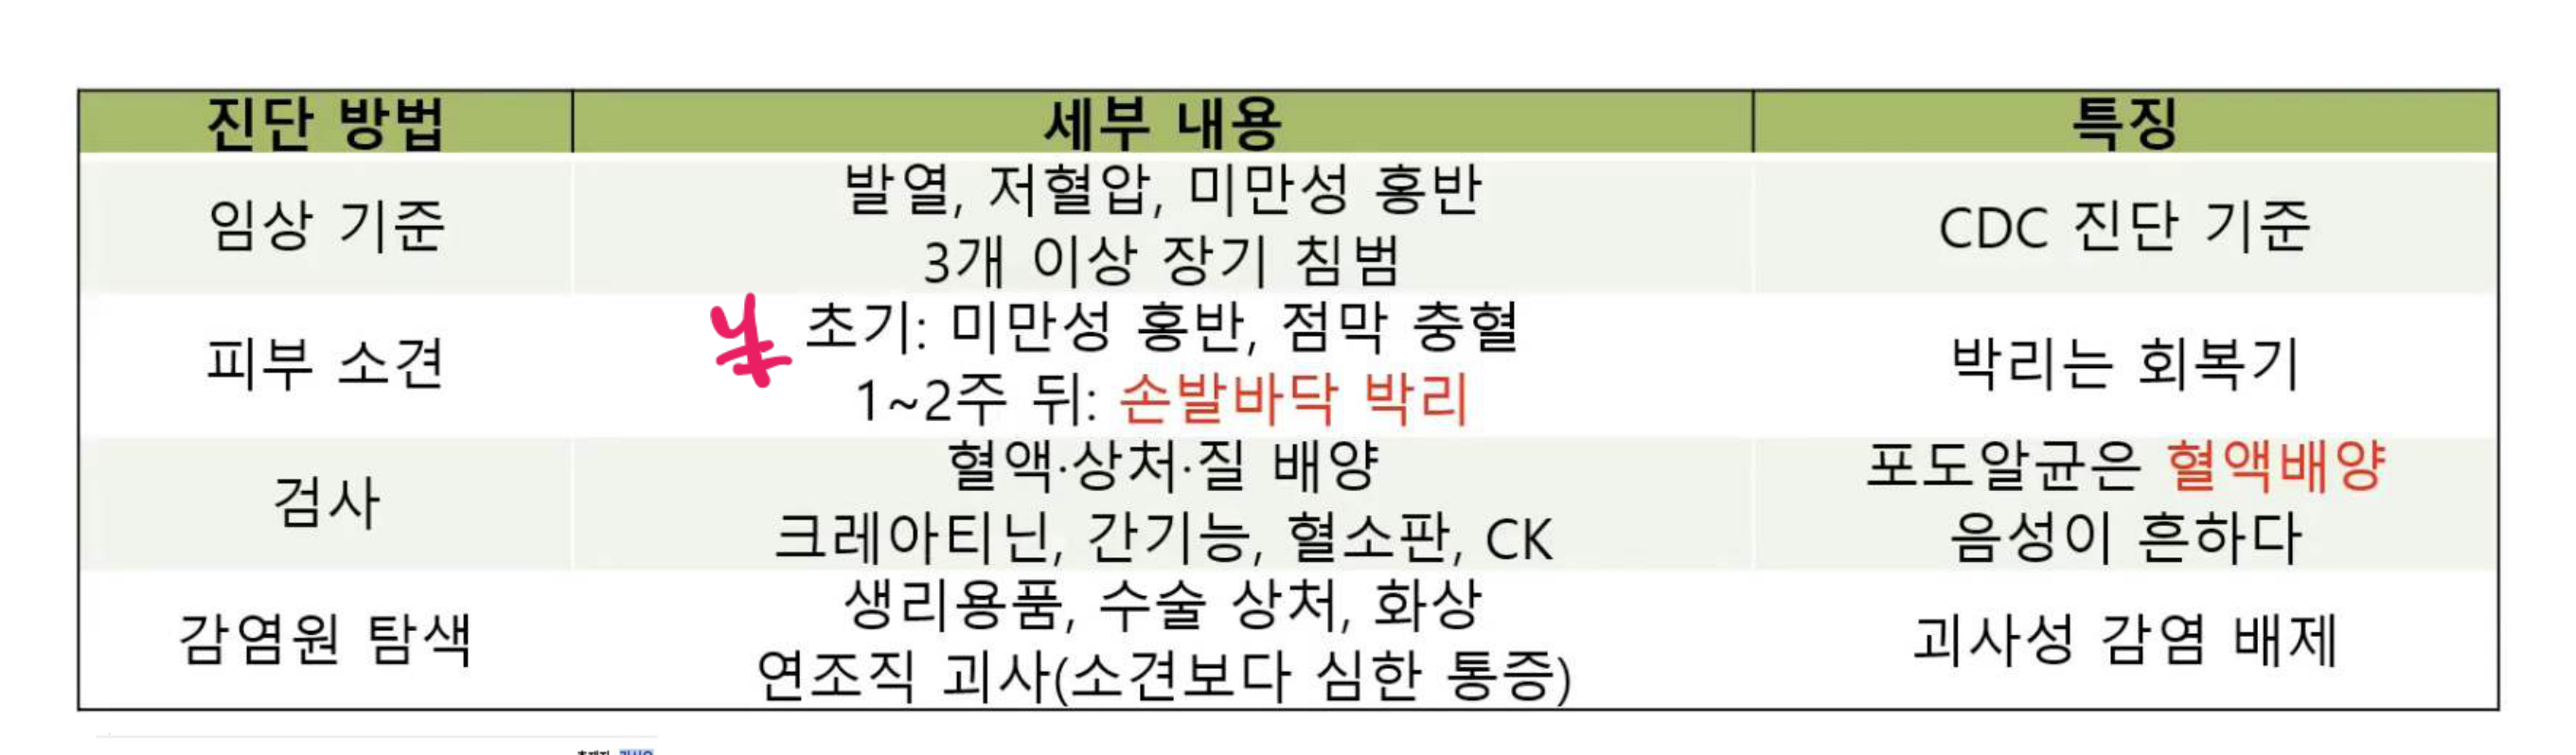 진단 방법 세부 내용 특징
임상 기준
발열, 저혈압, 미만성 홍반
3개 이상 장기 침범
CDC 진단 기준
피부 소견
초기: 미만성 홍반, 점막 충혈
1~2주 뒤: 손발바닥 박리
박리는 회복기
검사
혈액·상처·질 배양
크레아티닌, 간기능, 혈소판, CK
포도알균은 혈액배양
음성이 흔하다
감염원 탐색
생리용품, 수술 상처, 화상
연조직 괴사(소견보다 심한 통증)
괴사성 감염 배제